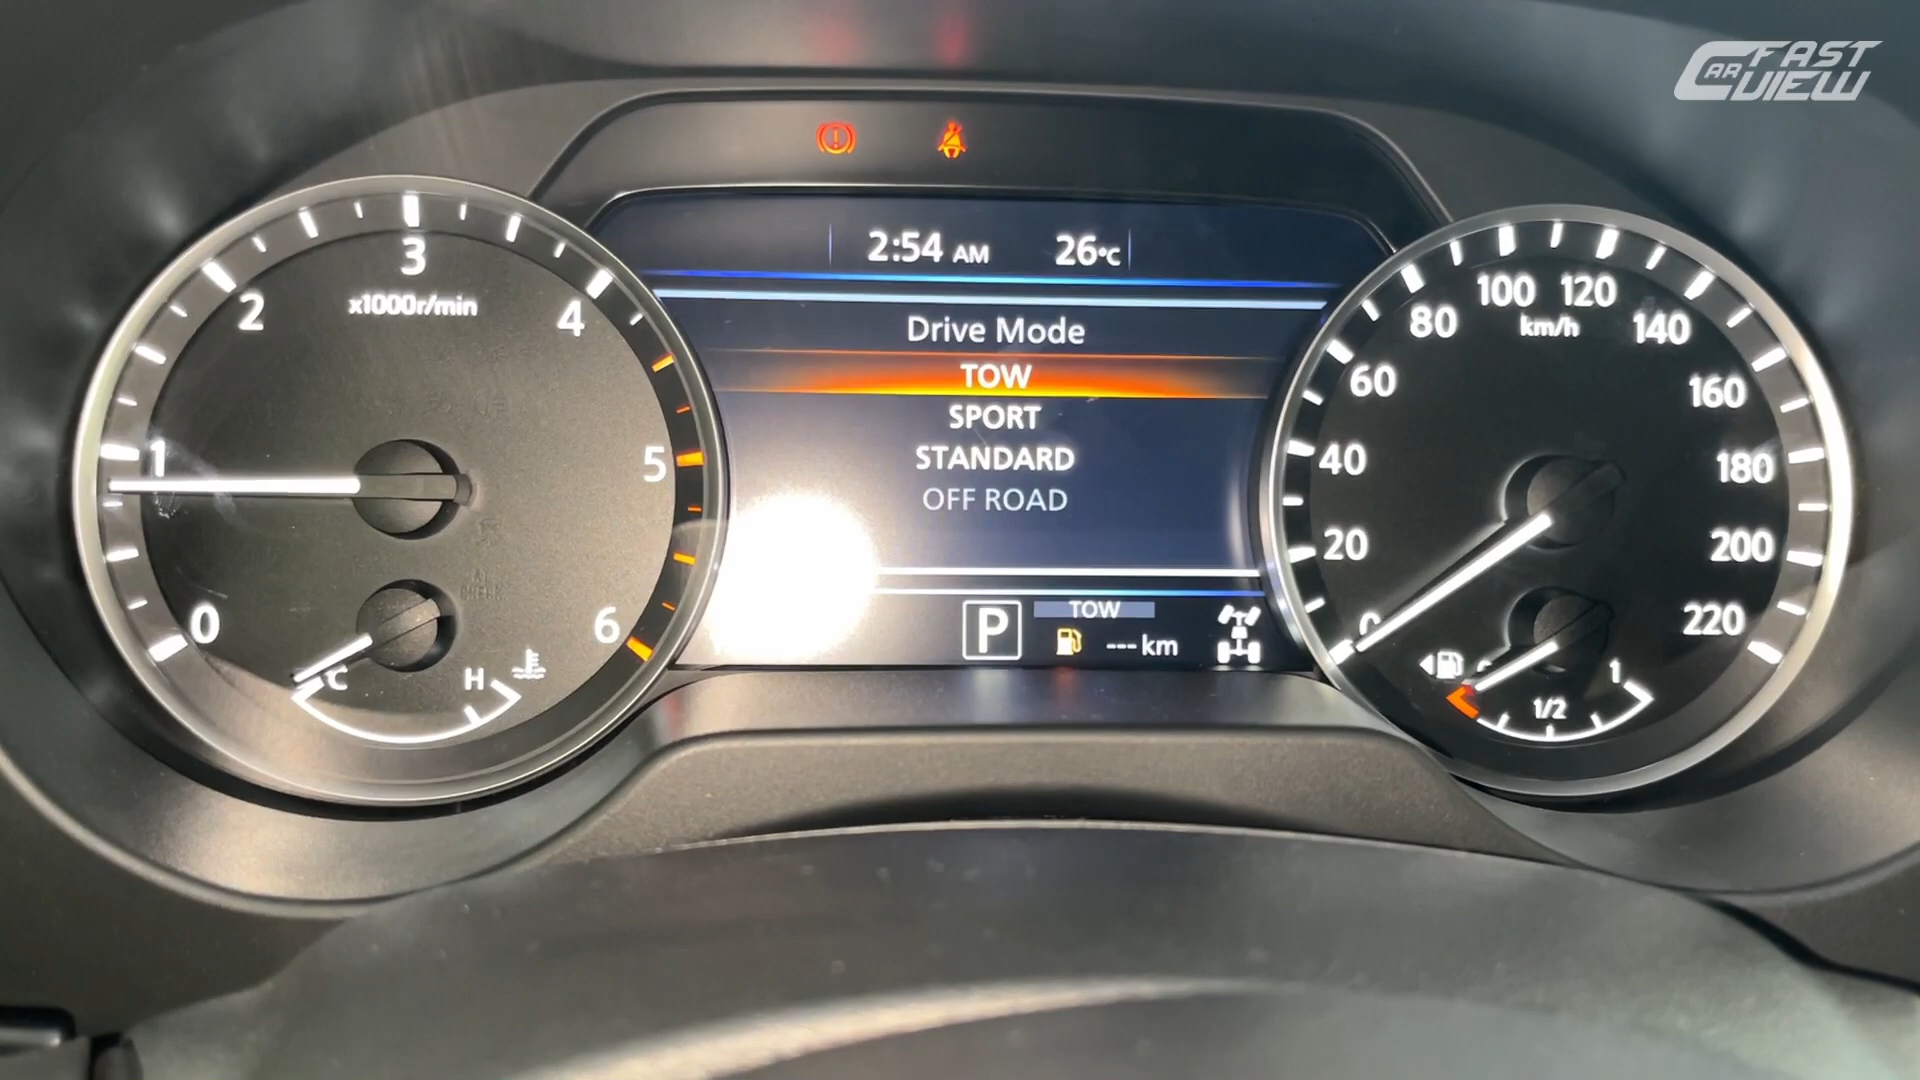 CAR FAST VIEW
2:54 AM 26°C
Drive Mode
TOW
SPORT
STANDARD
OFF ROAD
P
TOW
--- km
0
1
2
3
4
5
6
x1000r/min
C
H
0
20
40
60
80
100
120
140
160
180
200
220
km/h
0
1/2
1